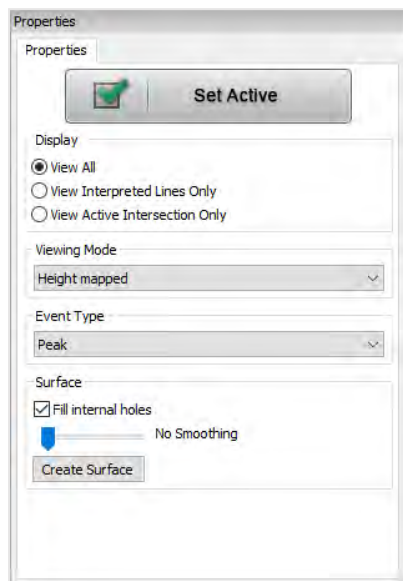 Properties
Properties
Set Active
Display
View All
View Interpreted Lines Only
View Active Intersection Only
Viewing Mode
Height mapped
Event Type
Peak
Surface
Fill internal holes
No Smoothing
Create Surface